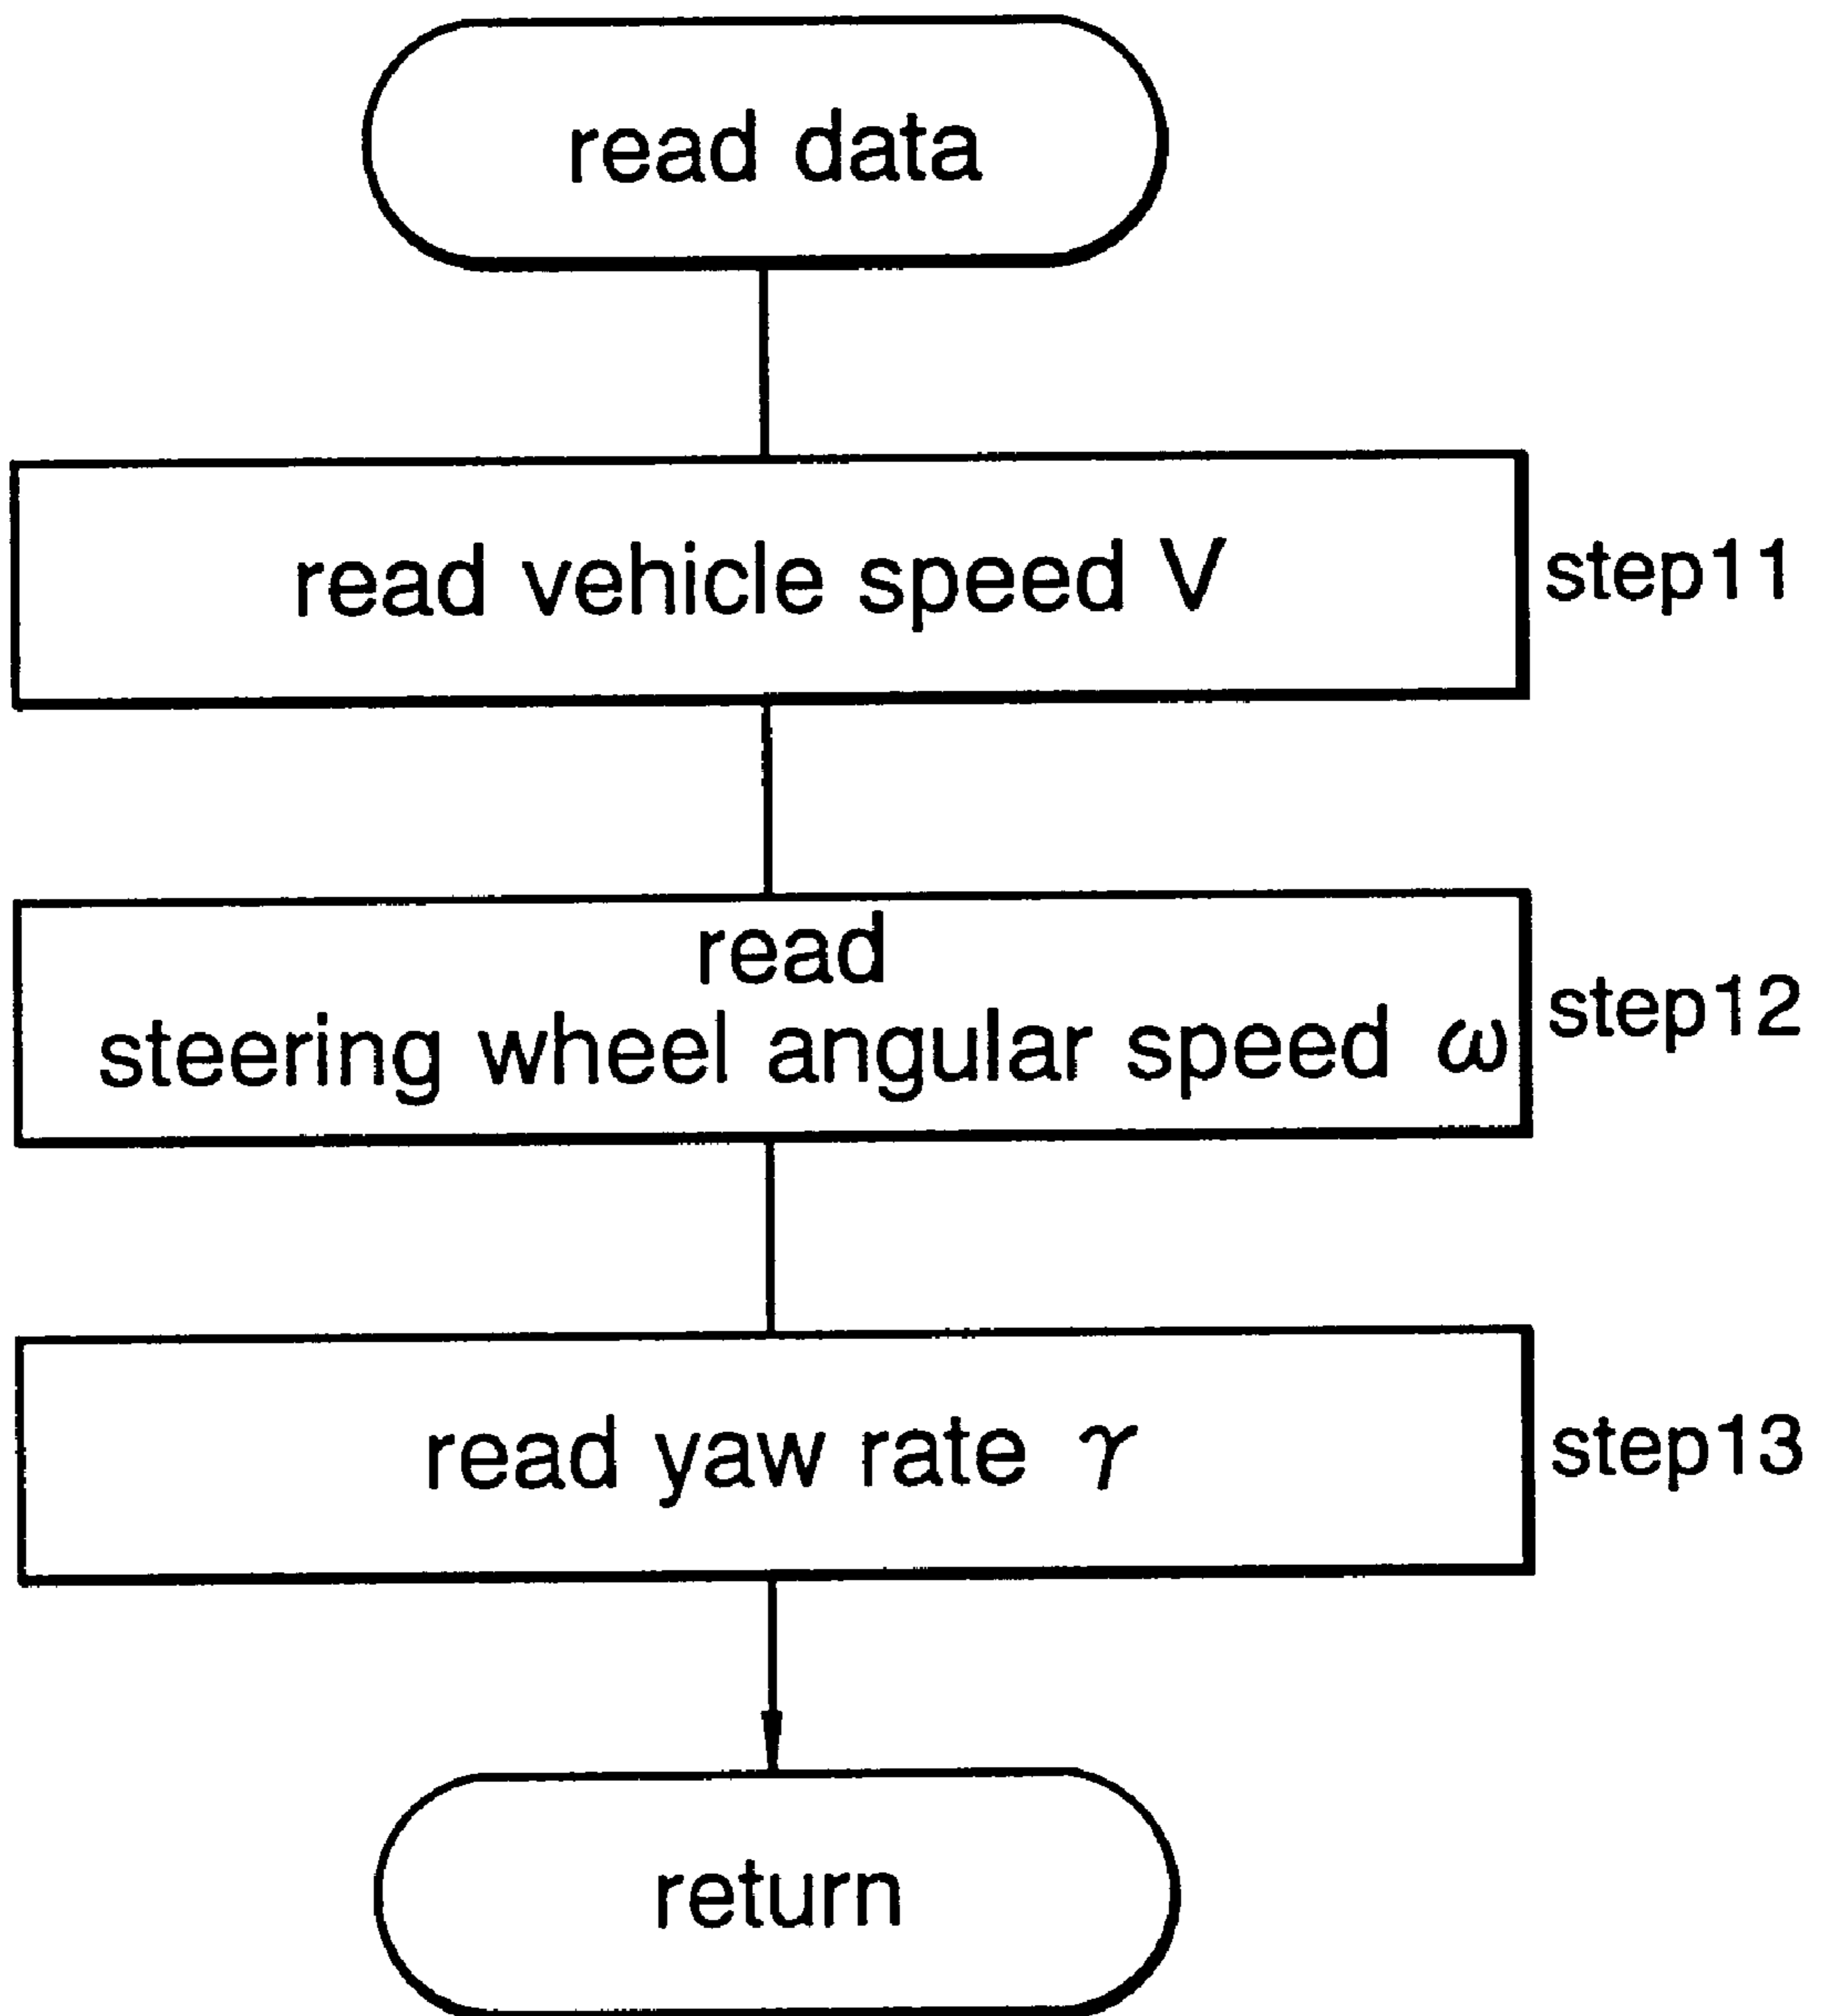 read data
read vehicle speed V
step11
read
steering wheel angular speed ω
step12
read yaw rate γ
step13
return